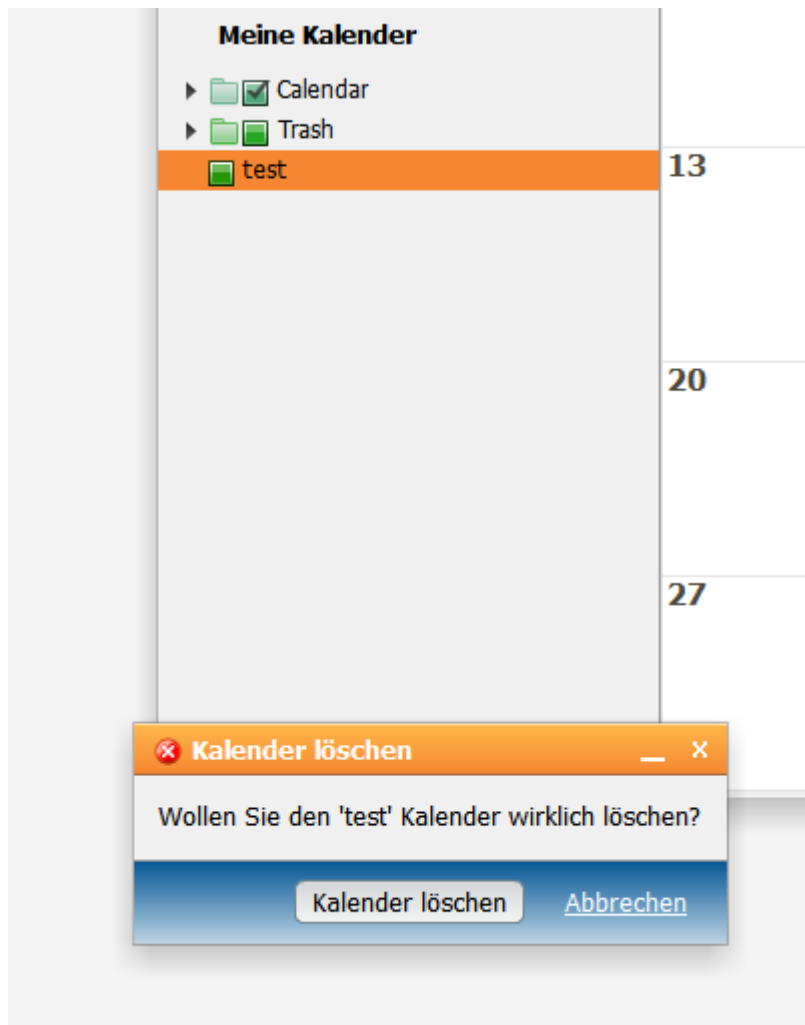 Meine Kalender
Calendar
Trash
test
13
20
27
Kalender löschen
Wollen Sie den 'test' Kalender wirklich löschen?
Kalender löschen Abbrechen